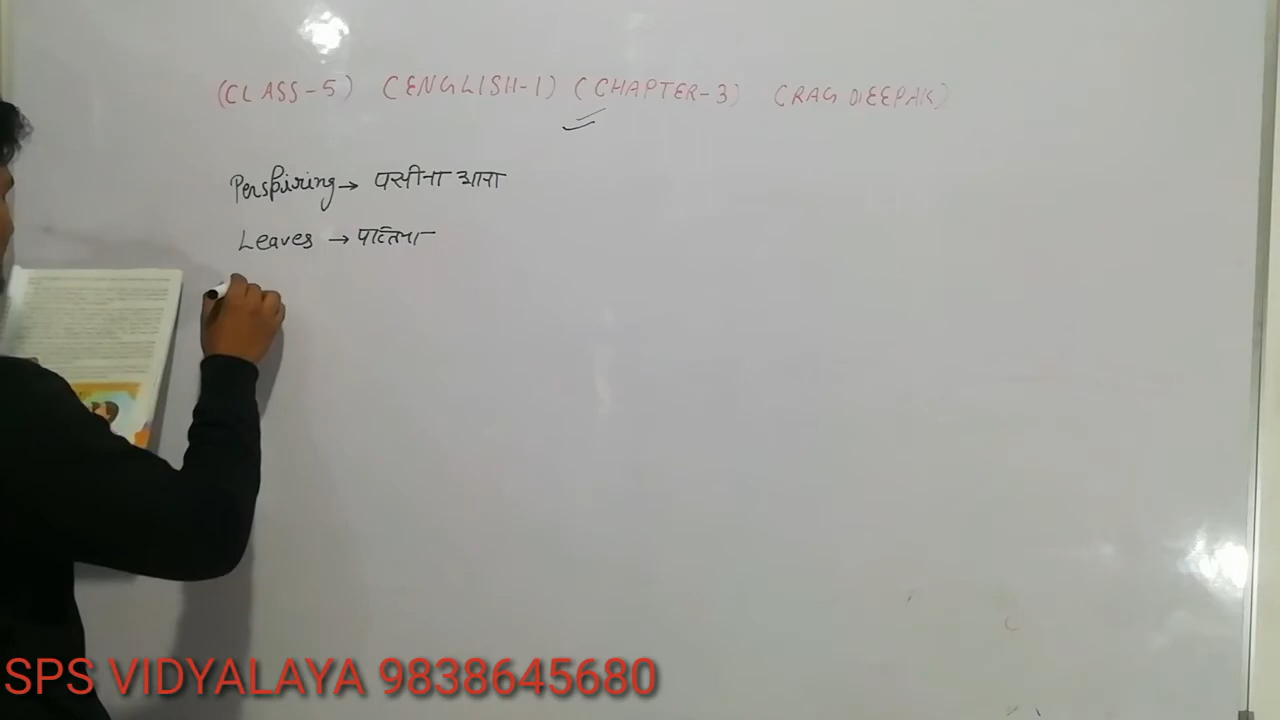 (CLASS-5) (ENGLISH-1) (CHAPTER-3) (RAG DEEPAK)
Perspiring → पसीना आना
Leaves → पत्तियां
SPS VIDYALAYA 9838645680